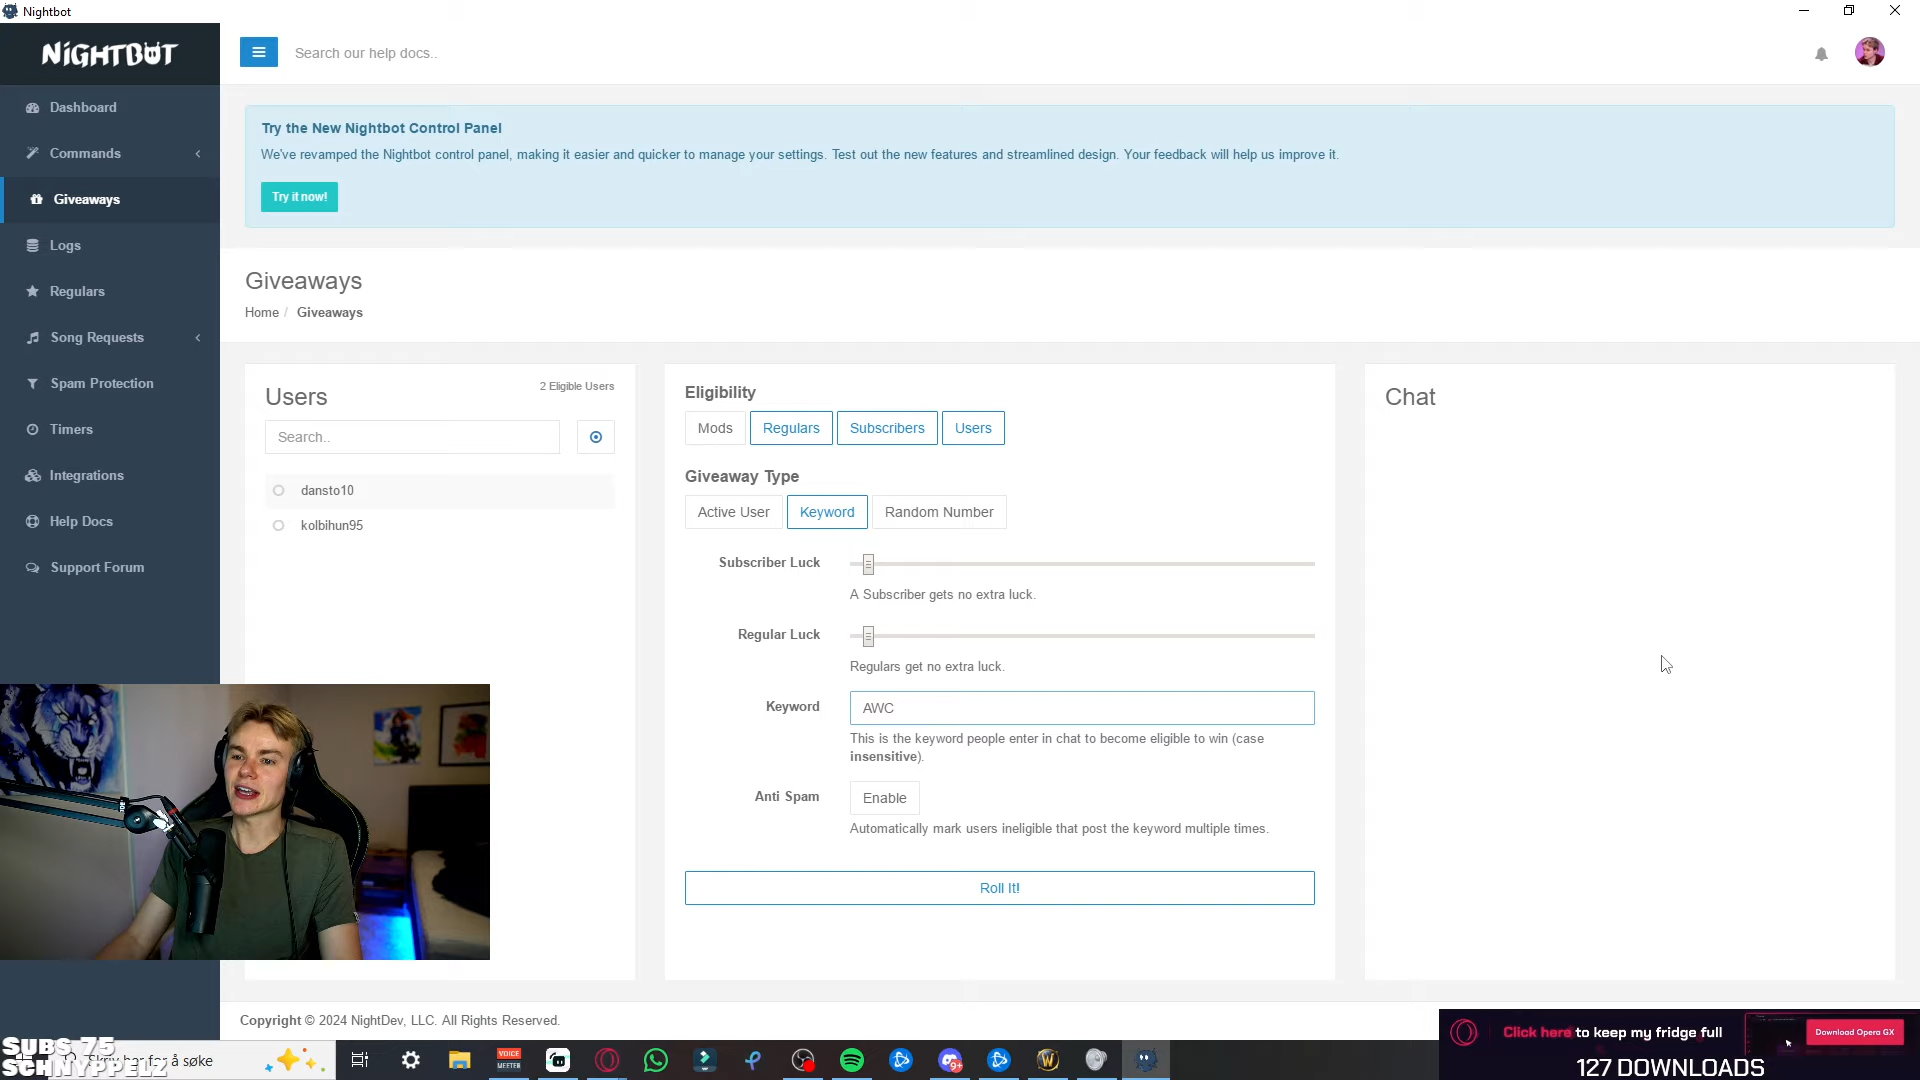 Nightbot
NIGHTBOT
Search our help docs..
Dashboard
Commands
Giveaways
Logs
Regulars
Song Requests
Spam Protection
Timers
Integrations
Help Docs
Support Forum
Try the New Nightbot Control Panel
We've revamped the Nightbot control panel, making it easier and quicker to manage your settings. Test out the new features and streamlined design. Your feedback will help us improve it.
Try it now!
Giveaways
Home / Giveaways
Users
2 Eligible Users
Search..
dansto10
kolbihun95
Eligibility
Mods Regulars Subscribers Users
Giveaway Type
Active User Keyword Random Number
Subscriber Luck
A Subscriber gets no extra luck.
Regular Luck
Regulars get no extra luck.
Keyword
AWC
This is the keyword people enter in chat to become eligible to win (case
insensitive).
Anti Spam
Enable
Automatically mark users ineligible that post the keyword multiple times.
Roll It!
Chat
Copyright © 2024 NightDev, LLC. All Rights Reserved.
SUBS 75
SCHNYPPELZ
her for å søke
VOICE
MEETER
9+
Click here to keep my fridge full
Download Opera GX
127 DOWNLOADS